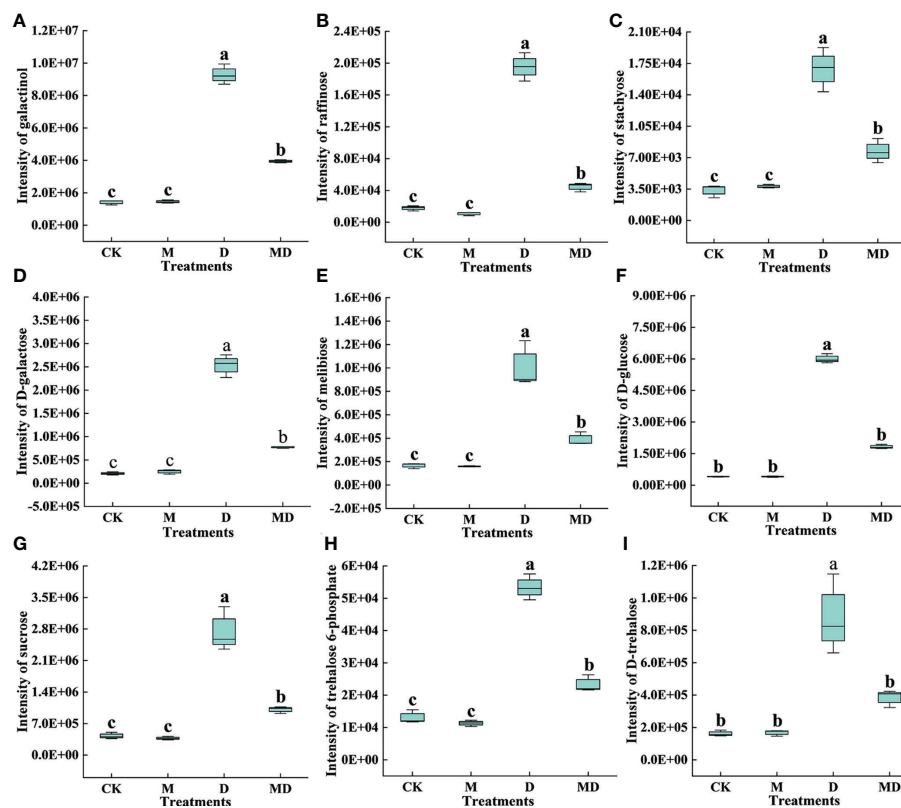 A
Intensity of galactinol
1.2E+07
9.0E+06
8.0E+06
6.0E+06
4.0E+06
2.0E+06
0.0E+00
c
c
a
b
CK
M
D
MD
Treatments
B
Intensity of raffinose
2.4E+05
2.0E+05
1.6E+05
1.2E+05
8.0E+04
4.0E+04
0.0E+00
c
c
a
b
CK
M
D
MD
Treatments
C
Intensity of stachyose
2.10E+04
1.75E+04
1.40E+04
1.05E+04
7.00E+03
3.50E+03
0.00E+00
c
c
a
b
CK
M
D
MD
Treatments
D
Intensity of D-galactose
4.0E+06
3.5E+06
3.0E+06
2.5E+06
2.0E+06
1.5E+06
1.0E+06
5.0E+05
0.0E+00
-5.0E+05
c
c
a
b
CK
M
D
MD
Treatments
E
Intensity of melibiose
1.6E+06
1.4E+06
1.2E+06
1.0E+06
8.0E+05
6.0E+05
4.0E+05
2.0E+05
0.0E+00
-2.0E+05
c
c
a
b
CK
M
D
MD
Treatments
F
Intensity of D-glucose
9.00E+06
6.00E+06
3.00E+06
1.50E+06
0.00E+00
b
b
a
b
CK
M
D
MD
Treatments
G
Intensity of sucrose
4.2E+06
3.5E+06
2.8E+06
2.1E+06
1.4E+06
7.0E+05
0.0E+00
c
c
a
b
CK
M
D
MD
Treatments
H
Intensity of trehalose 6-phosphate
6E+04
5E+04
4E+04
3E+04
2E+04
1E+04
0E+00
c
c
a
b
CK
M
D
MD
Treatments
I
Intensity of D-trehalose
1.2E+06
1.0E+06
8.0E+05
6.0E+05
4.0E+05
2.0E+05
0.0E+00
b
b
a
b
CK
M
D
MD
Treatments